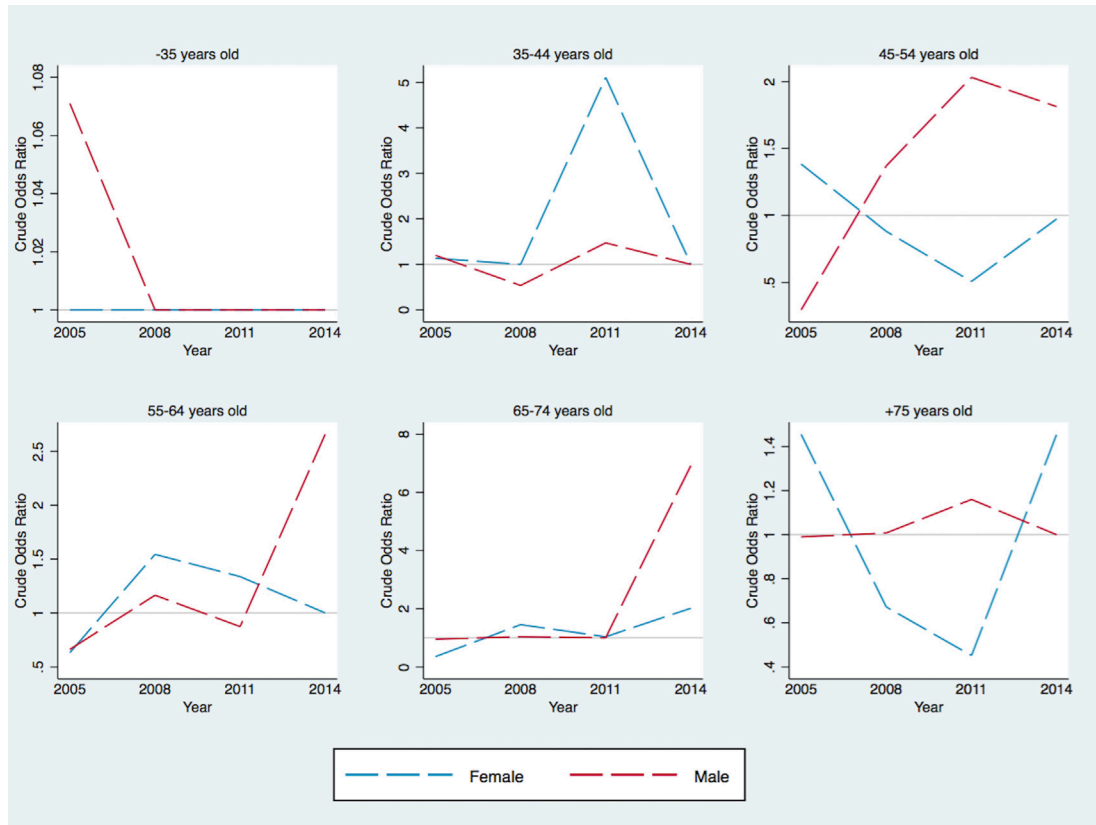 -35 years old
Crude Odds Ratio
1.08
1.06
1.04
1.02
1
2005 2008 2011 2014
Year
35-44 years old
Crude Odds Ratio
5
4
3
2
1
0
2005 2008 2011 2014
Year
45-54 years old
Crude Odds Ratio
2
1.5
1
.5
2005 2008 2011 2014
Year
55-64 years old
Crude Odds Ratio
2.5
2
1.5
1
.5
2005 2008 2011 2014
Year
65-74 years old
Crude Odds Ratio
8
6
4
2
0
2005 2008 2011 2014
Year
+75 years old
Crude Odds Ratio
1.4
1.2
1
.8
.6
.4
2005 2008 2011 2014
Year
Female Male